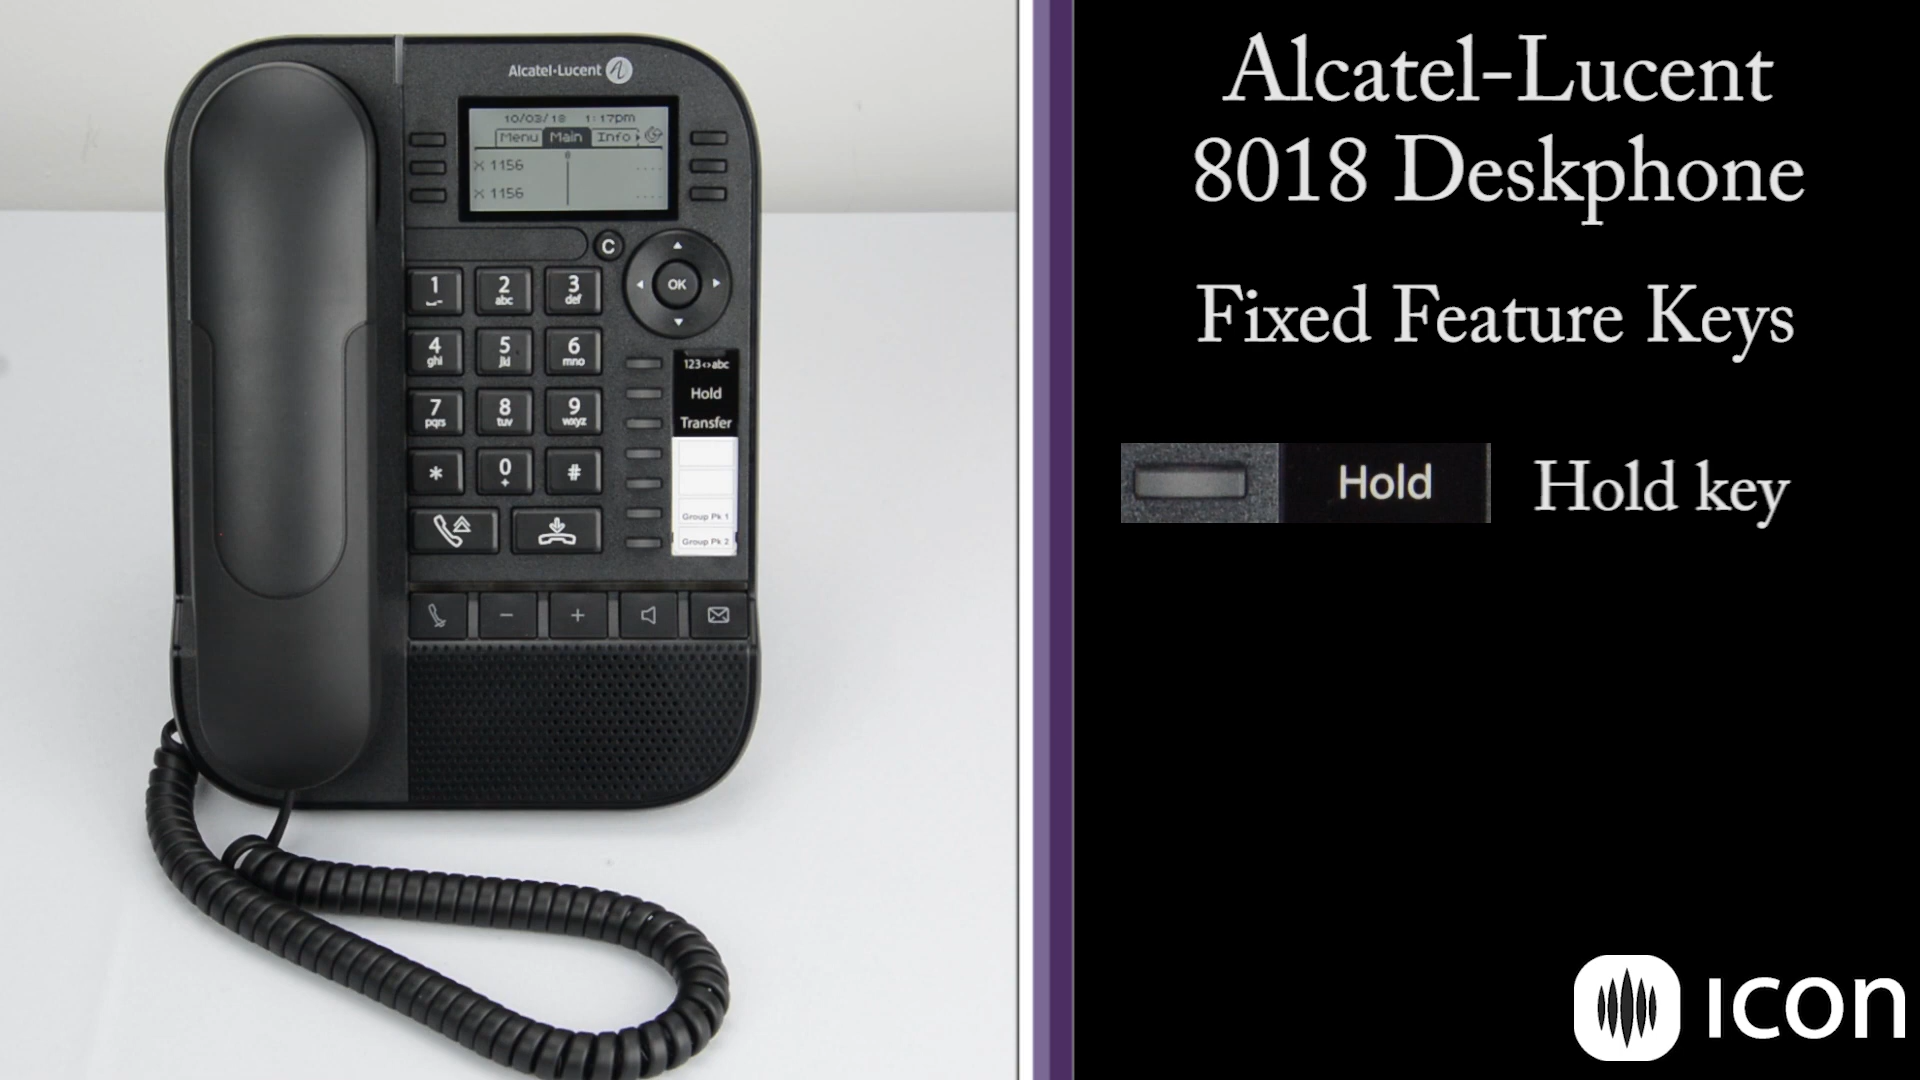 Alcatel-Lucent
10/03/18 1:17pm
Menu Main Info
1156
1156
C
OK
1
2 abc
3 def
4 ghi
5 jkl
6 mno
7 pqrs
8 tuv
9 wxyz
*
0 +
#
123<>abc
Hold
Transfer
Group Pk 1
Group Pk 2
− +
Alcatel-Lucent
8018 Deskphone
Fixed Feature Keys
Hold
Hold key
icon